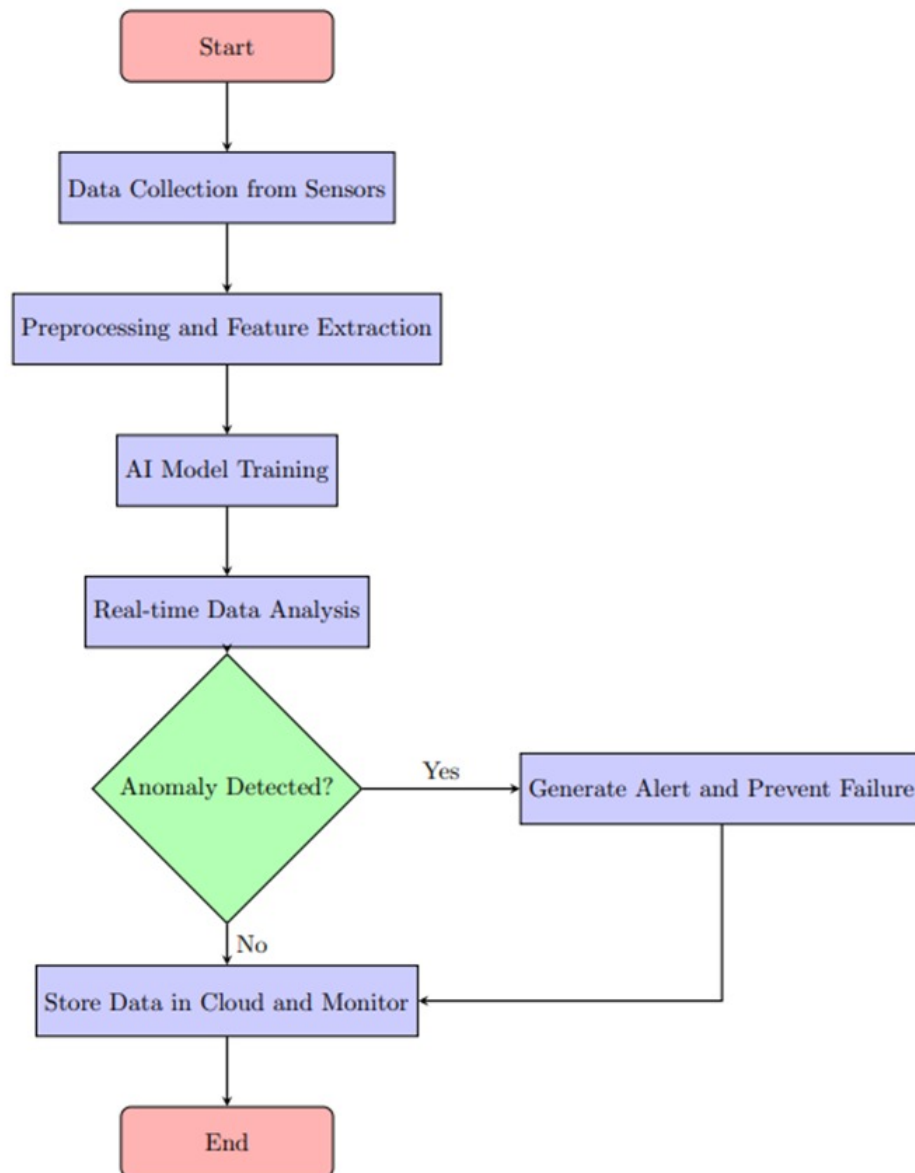 Start
Data Collection from Sensors
Preprocessing and Feature Extraction
AI Model Training
Real-time Data Analysis
Anomaly Detected?
Yes
Generate Alert and Prevent Failure
No
Store Data in Cloud and Monitor
End